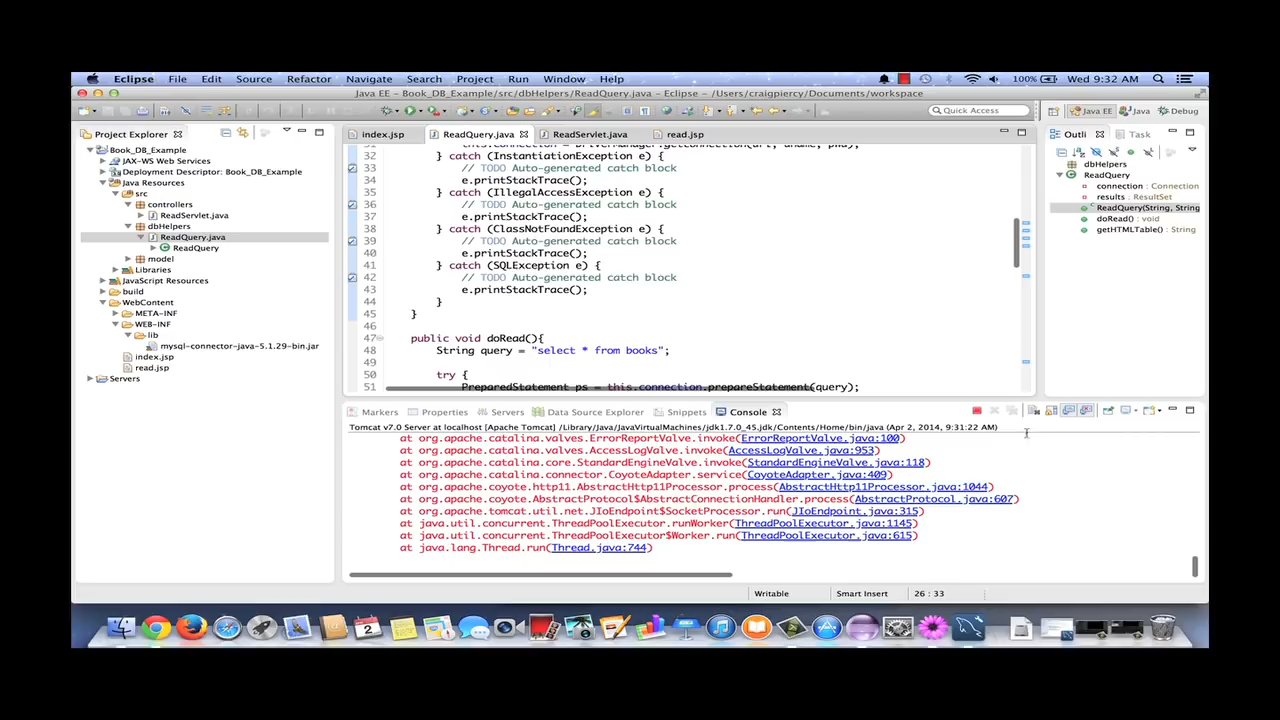 Eclipse File Edit Source Refactor Navigate Search Project Run Window Help 100% Wed 9:32 AM
Java EE - Book_DB_Example/src/dbHelpers/ReadQuery.java - Eclipse - /Users/craigpiercy/Documents/workspace
Quick Access Java EE Java Debug
Project Explorer
Book_DB_Example
JAX-WS Web Services
Deployment Descriptor: Book_DB_Example
Java Resources
src
controllers
ReadServlet.java
dbHelpers
ReadQuery.java
ReadQuery
model
Libraries
JavaScript Resources
build
WebContent
META-INF
WEB-INF
lib
mysql-connector-java-5.1.29-bin.jar
index.jsp
read.jsp
Servers
index.jsp ReadQuery.java ReadServlet.java read.jsp
32 } catch (InstantiationException e) {
33 // TODO Auto-generated catch block
34 e.printStackTrace();
35 } catch (IllegalAccessException e) {
36 // TODO Auto-generated catch block
37 e.printStackTrace();
38 } catch (ClassNotFoundException e) {
39 // TODO Auto-generated catch block
40 e.printStackTrace();
41 } catch (SQLException e) {
42 // TODO Auto-generated catch block
43 e.printStackTrace();
44 }
45 }
46
47 public void doRead(){
48 String query = "select * from books";
49
50 try {
51 PreparedStatement ps = this.connection.prepareStatement(query);
Outli Task
dbHelpers
ReadQuery
connection : Connection
results : ResultSet
ReadQuery(String, String
doRead() : void
getHTMLTable() : String
Markers Properties Servers Data Source Explorer Snippets Console
Tomcat v7.0 Server at localhost [Apache Tomcat] /Library/Java/JavaVirtualMachines/jdk1.7.0_45.jdk/Contents/Home/bin/java (Apr 2, 2014, 9:31:22 AM)
at org.apache.catalina.valves.ErrorReportValve.invoke(ErrorReportValve.java:100)
at org.apache.catalina.valves.AccessLogValve.invoke(AccessLogValve.java:953)
at org.apache.catalina.core.StandardEngineValve.invoke(StandardEngineValve.java:118)
at org.apache.catalina.connector.CoyoteAdapter.service(CoyoteAdapter.java:409)
at org.apache.coyote.http11.AbstractHttp11Processor.process(AbstractHttp11Processor.java:1044)
at org.apache.coyote.AbstractProtocol$AbstractConnectionHandler.process(AbstractProtocol.java:607)
at org.apache.tomcat.util.net.JIoEndpoint$SocketProcessor.run(JIoEndpoint.java:315)
at java.util.concurrent.ThreadPoolExecutor.runWorker(ThreadPoolExecutor.java:1145)
at java.util.concurrent.ThreadPoolExecutor$Worker.run(ThreadPoolExecutor.java:615)
at java.lang.Thread.run(Thread.java:744)
Writable Smart Insert 26 : 33
2